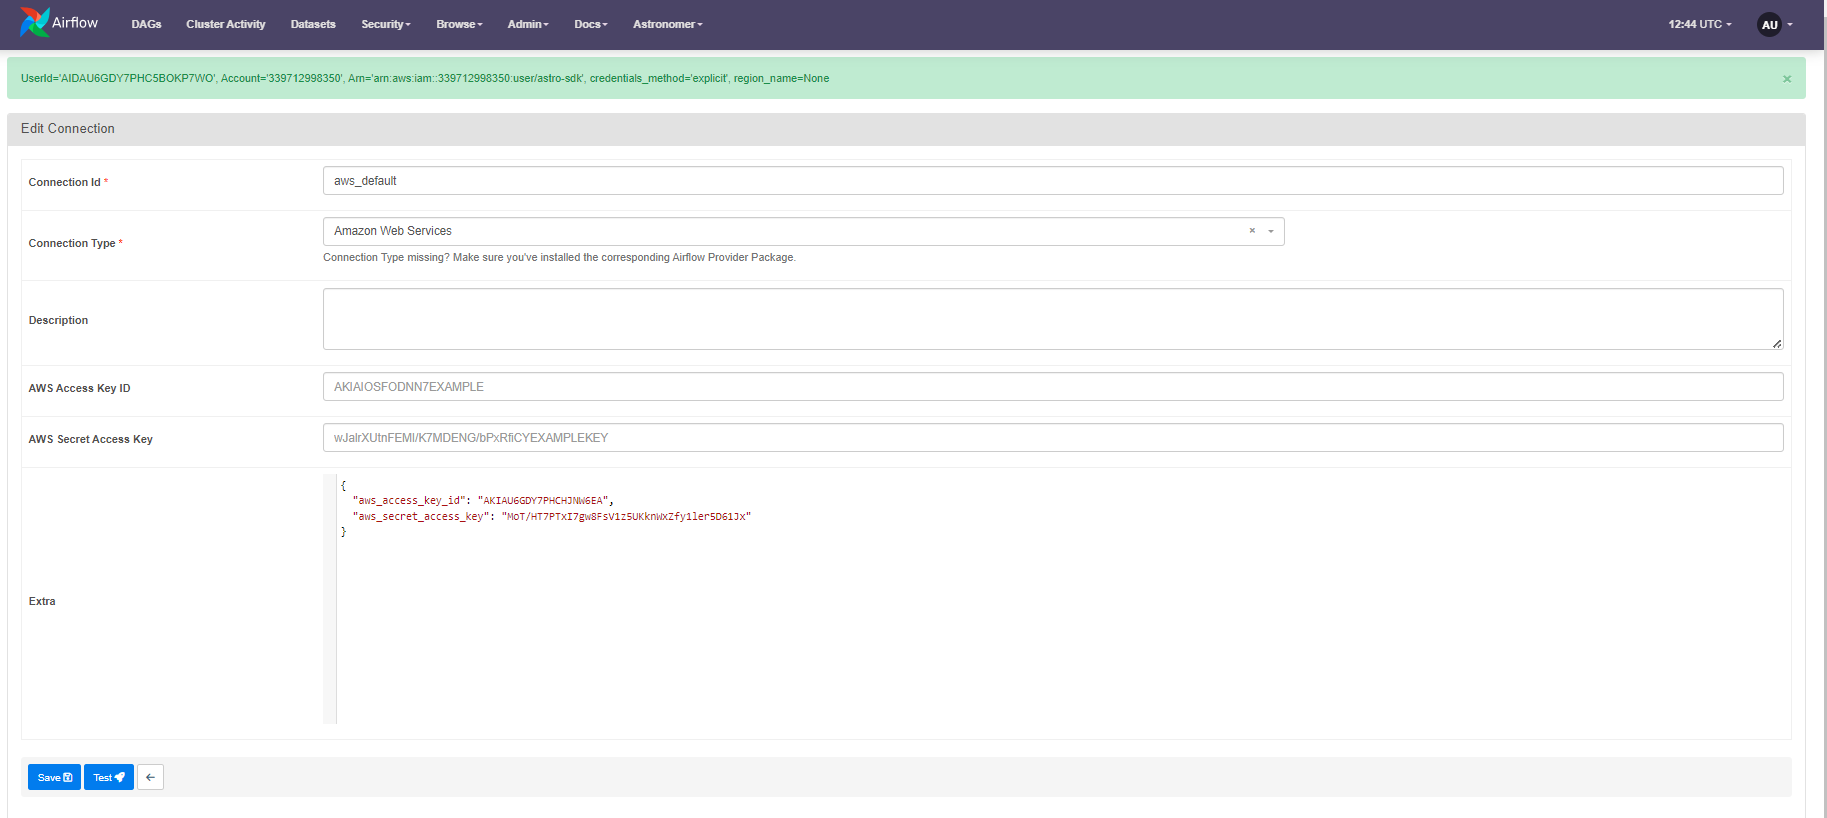 Airflow
DAGs Cluster Activity Datasets Security Browse Admin Docs Astronomer 12:44 UTC AU
UserId='AIDAU6GDY7PHC5BOKP7WO', Account='339712998350', Arn='arn:aws:iam::339712998350:user/astro-sdk', credentials_method='explicit', region_name=None ×
Edit Connection
Connection Id *
aws_default
Connection Type *
Amazon Web Services
Connection Type missing? Make sure you've installed the corresponding Airflow Provider Package.
Description
AWS Access Key ID
AKIAIOSFODNN7EXAMPLE
AWS Secret Access Key
wJalrXUtnFEMI/K7MDENG/bPxRfiCYEXAMPLEKEY
Extra
{
"aws_access_key_id": "AKIAU6GDY7PHCHJNW6EA",
"aws_secret_access_key": "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"
}
Save Test